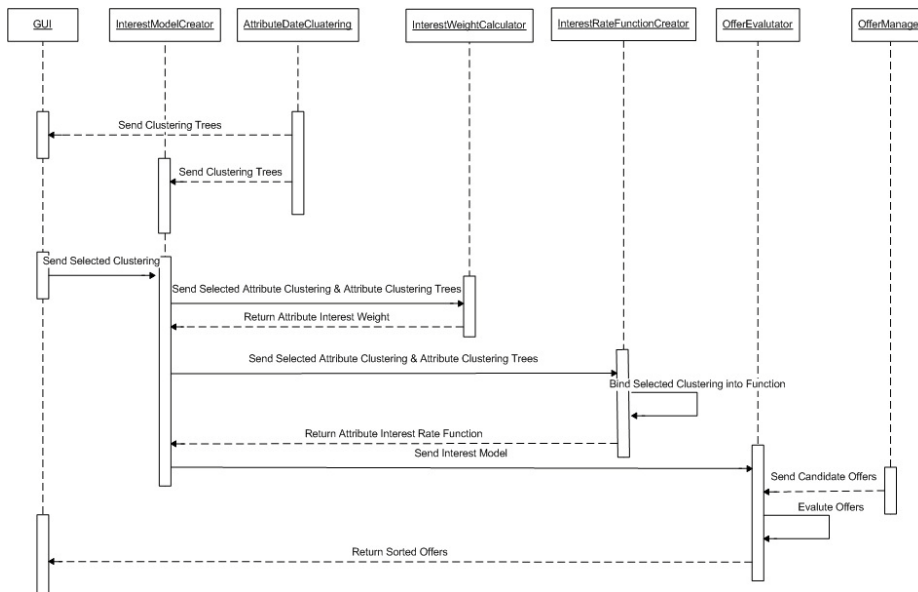 GUI
InterestModelCreator
AttributeDateCluatering
InterestWeightCalculator
InterestRateFunctionCreator
OfferEvalutator
OfferManager
Send Clustering Trees
Send Clustering Trees
Send Selected Clustering
Send Selected Attribute Clustering & Attribute Clustering Trees
Return Attribute Interest Weight
Send Selected Attribute Clustering & Attribute Clustering Trees
Bind Selected Clustering into Function
Return Attribute Interest Rate Function
Send Interest Model
Send Candidate Offers
Evalute Offers
Return Sorted Offers